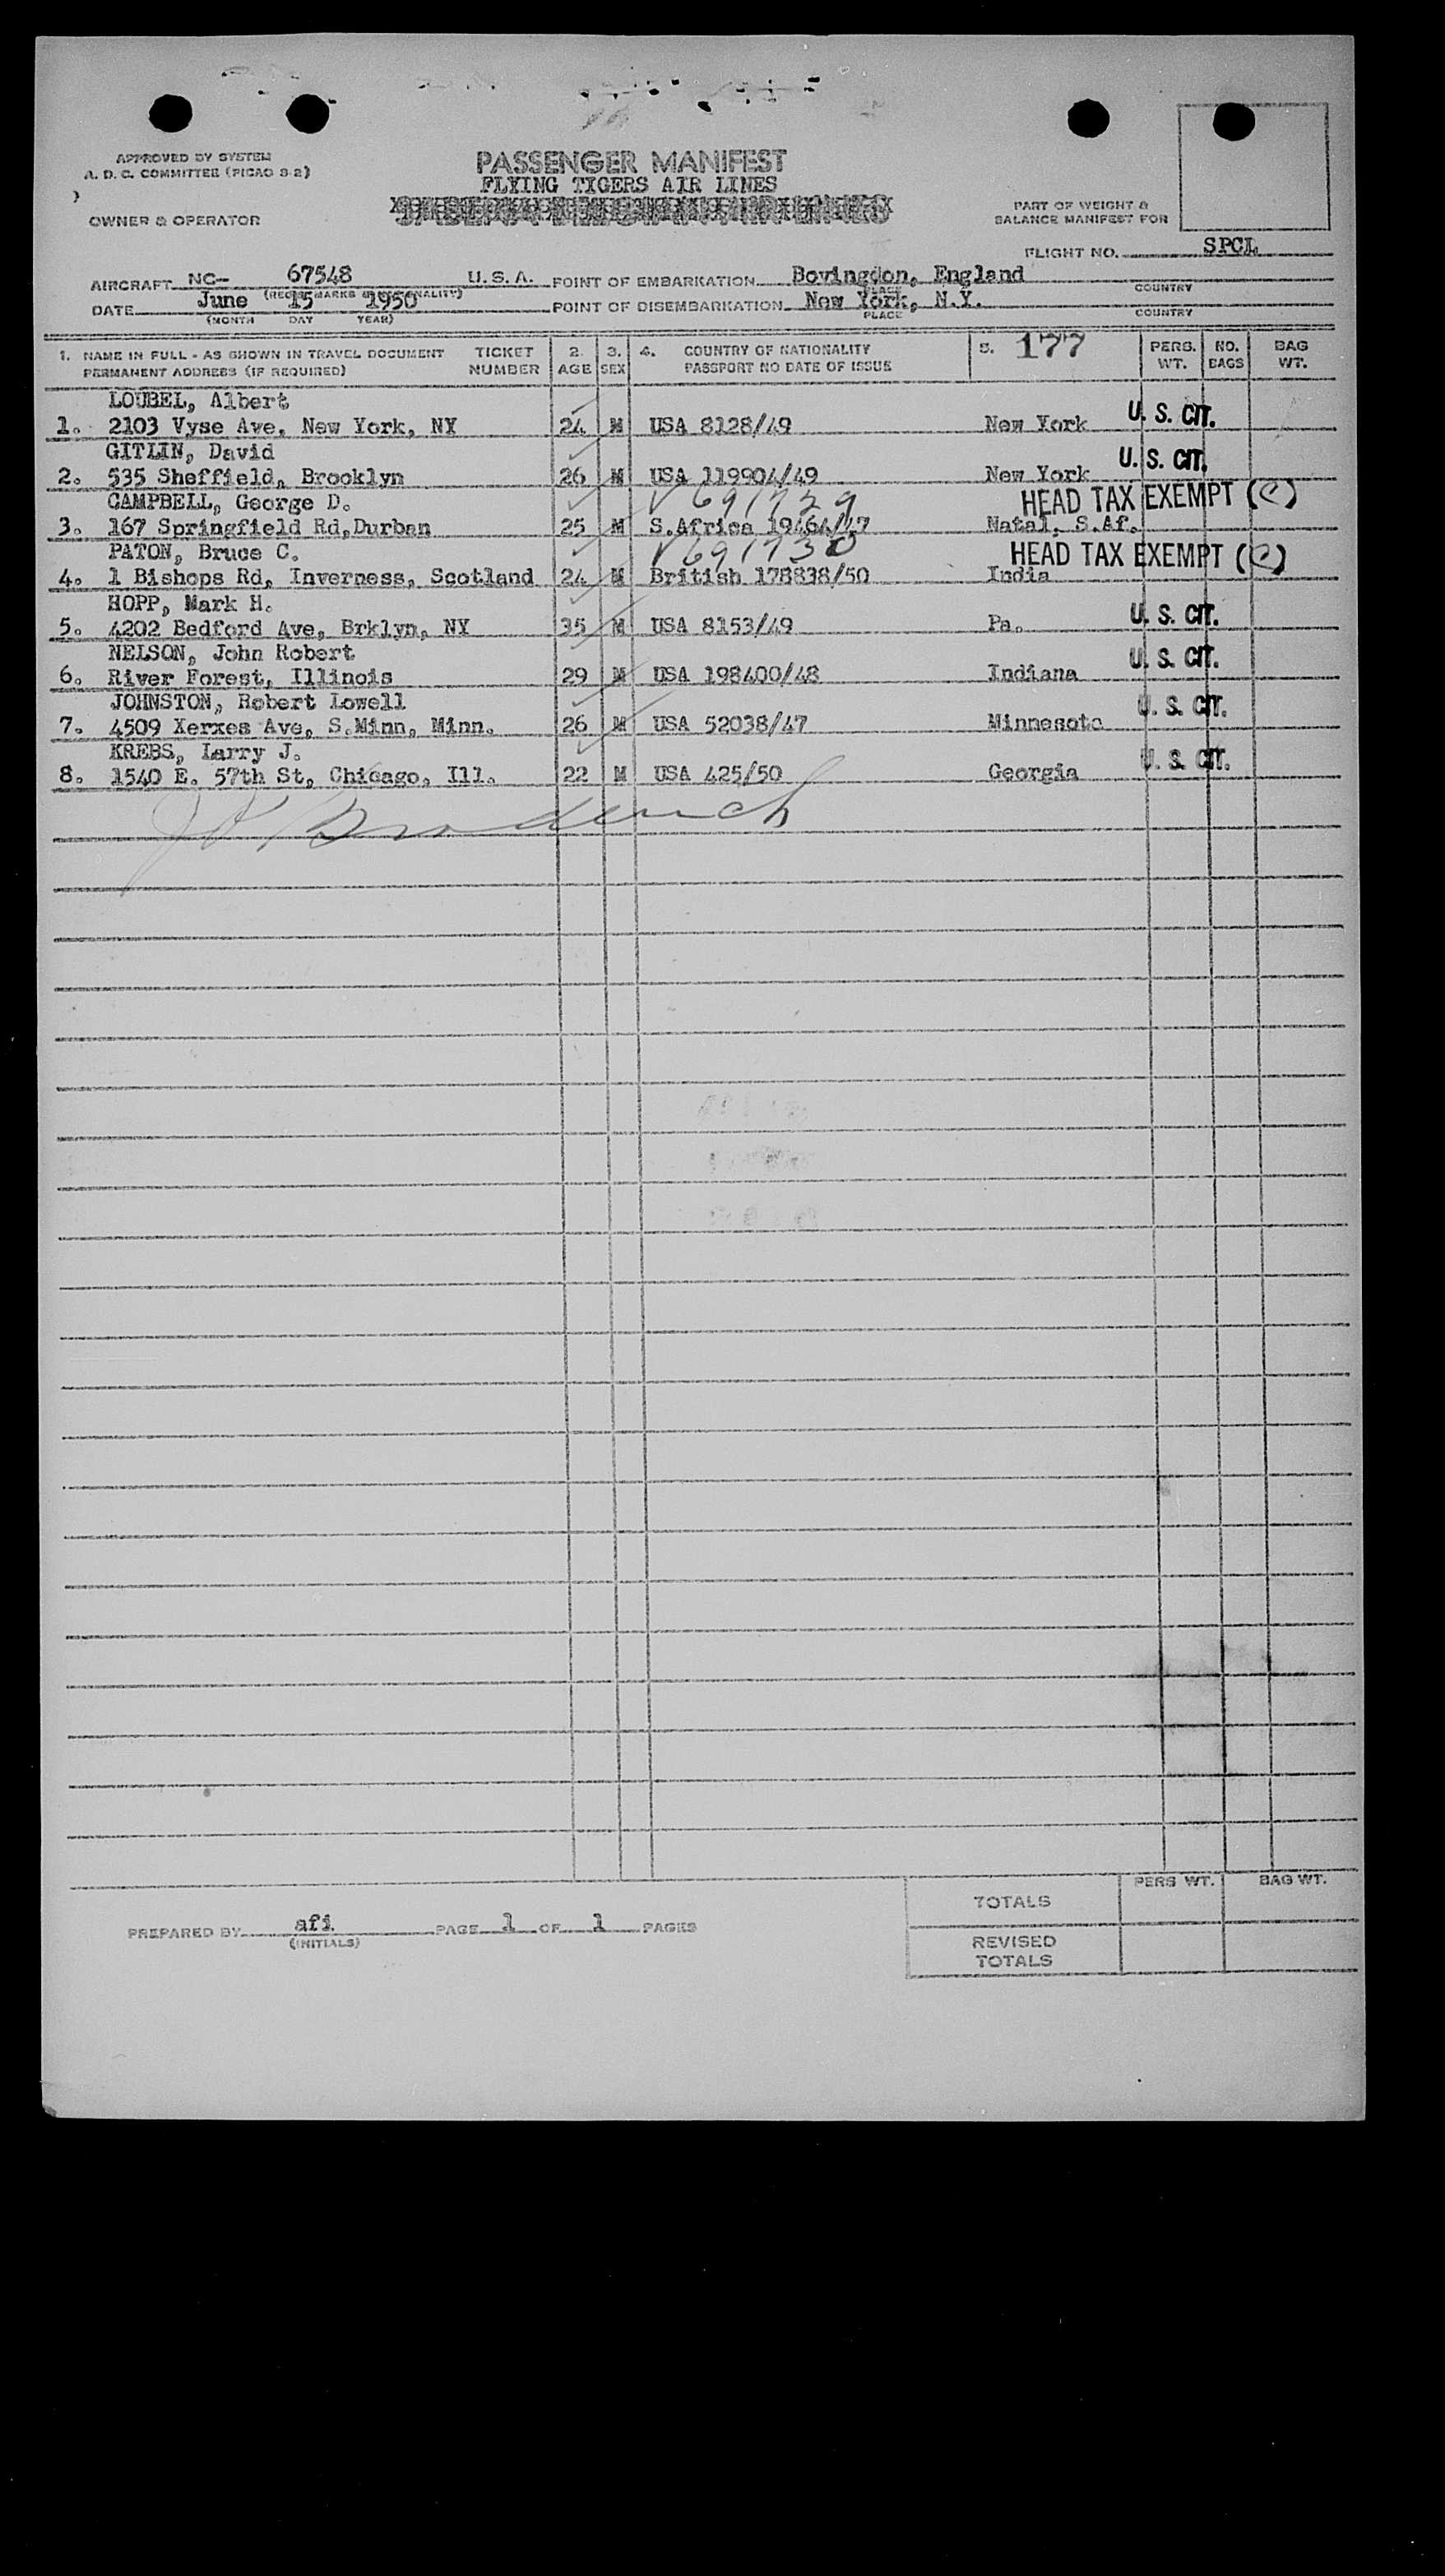 APPROVED BY SYSTEM
A. D. C. COMMITTEE (PICAO S-2)
OWNER & OPERATOR
PASSENGER MANIFEST
FLYING TIGERS AIR LINES
PART OF WEIGHT &
BALANCE MANIFEST FOR
FLIGHT NO. SPCL
AIRCRAFT NC- 67548 U.S.A. POINT OF EMBARKATION Bovingdon, England
PLACE COUNTRY
DATE June 15 1950 POINT OF DISEMBARKATION New York, N.Y.
(MONTH DAY YEAR) PLACE COUNTRY
1. NAME IN FULL - AS SHOWN IN TRAVEL DOCUMENT TICKET 2. 3. 4. COUNTRY OF NATIONALITY 5. 177 PERS. NO. BAG
PERMANENT ADDRESS (IF REQUIRED) NUMBER AGE SEX PASSPORT NO DATE OF ISSUE WT. BAGS WT.
LOUBEL, Albert
1. 2103 Vyse Ave, New York, NY 24 M USA 8128/49 New York U. S. CIT.
GITLIN, David
2. 535 Sheffield, Brooklyn 26 M USA 119904/49 New York U. S. CIT.
CAMPBELL, George D. 691729 HEAD TAX EXEMPT (C)
3. 167 Springfield Rd,Durban 25 M S.Africa 19464/47 Natal, S.Af.
PATON, Bruce C. 691730 HEAD TAX EXEMPT (C)
4. 1 Bishops Rd, Inverness, Scotland 24 M British 178838/50 India
HOPP, Mark H.
5. 4202 Bedford Ave, Brklyn, NY 35 M USA 8153/49 Pa. U. S. CIT.
NELSON, John Robert
6. River Forest, Illinois 29 M USA 198400/48 Indiana U. S. CIT.
JOHNSTON, Robert Lowell
7. 4509 Xerxes Ave, S.Minn, Minn. 26 M USA 52038/47 Minnesota U. S. CIT.
KREBS, Larry J.
8. 1540 E. 57th St, Chicago, Ill. 22 M USA 425/50 Georgia U. S. CIT.
PERS WT. BAG WT.
TOTALS
PREPARED BY afi PAGE 1 OF 1 PAGES
(INITIALS)
REVISED
TOTALS